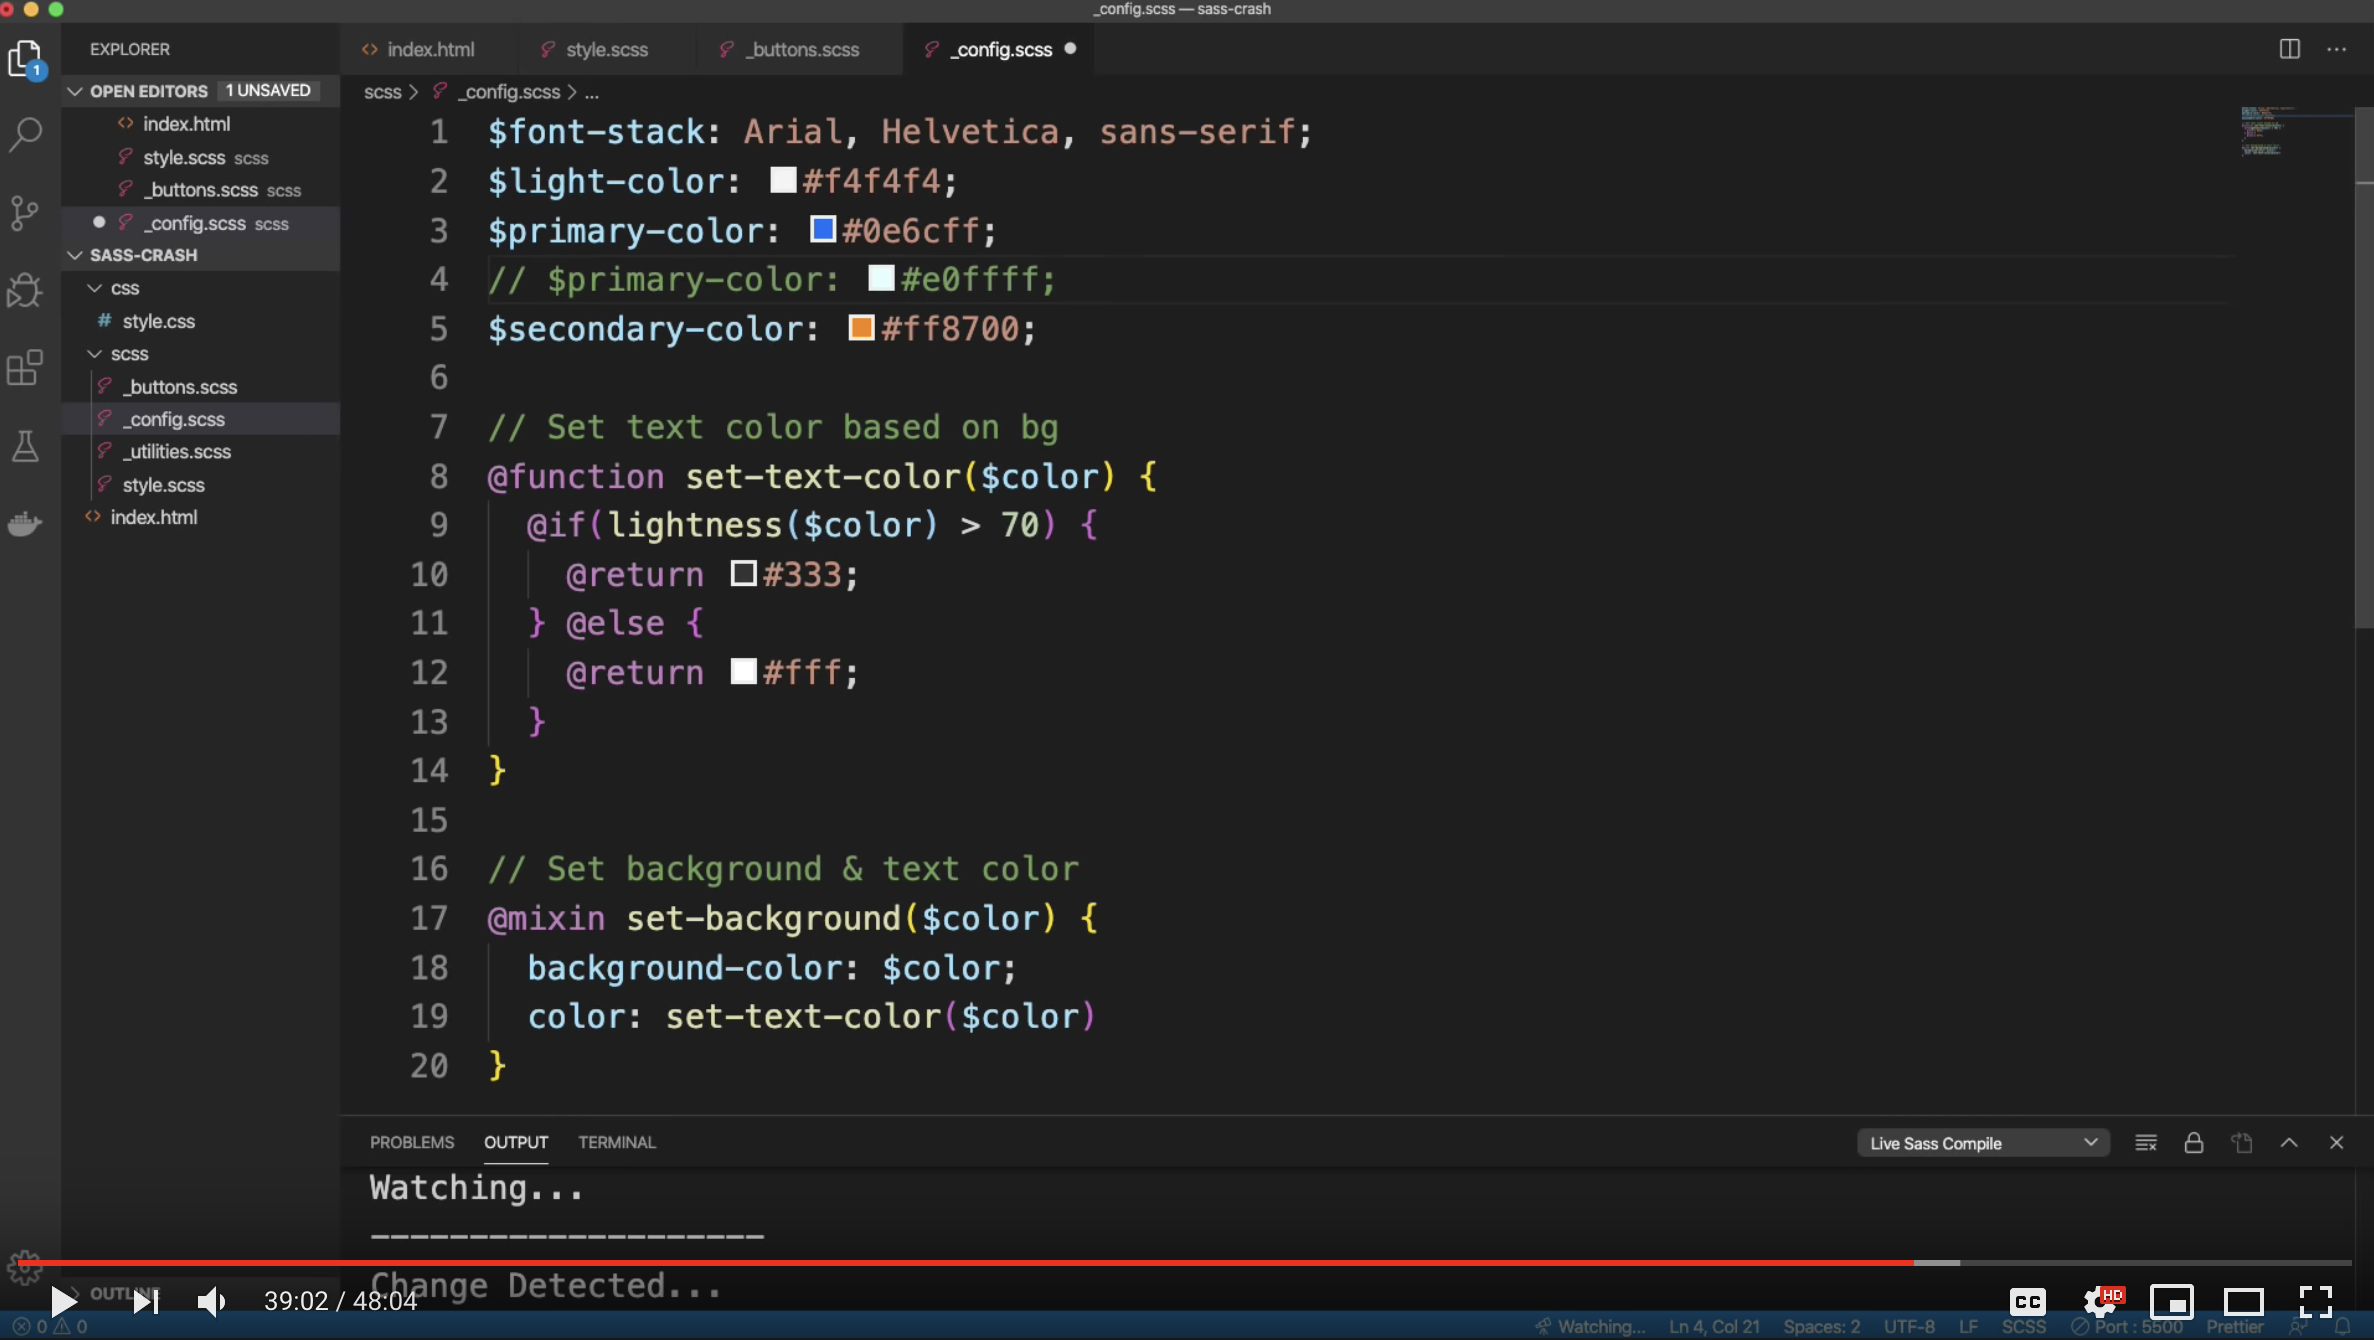 _config.scss — sass-crash
EXPLORER
index.html
style.scss
_buttons.scss
_config.scss
OPEN EDITORS 1 UNSAVED
scss > _config.scss > ...
index.html
style.scss scss
_buttons.scss scss
_config.scss scss
SASS-CRASH
css
# style.css
scss
_buttons.scss
_config.scss
_utilities.scss
style.scss
index.html
1 $font-stack: Arial, Helvetica, sans-serif;
2 $light-color: #f4f4f4;
3 $primary-color: #0e6cff;
4 // $primary-color: #e0ffff;
5 $secondary-color: #ff8700;
6
7 // Set text color based on bg
8 @function set-text-color($color) {
9 @if(lightness($color) > 70) {
10 @return #333;
11 } @else {
12 @return #fff;
13 }
14 }
15
16 // Set background & text color
17 @mixin set-background($color) {
18 background-color: $color;
19 color: set-text-color($color)
20 }
PROBLEMS OUTPUT TERMINAL
Live Sass Compile
Watching...
--------------------
Change Detected...
OUTLINE
39:02 / 48:04
CC HD
0 0
Watching... Ln 4, Col 21 Spaces: 2 UTF-8 LF SCSS Port : 5500 Prettier
1